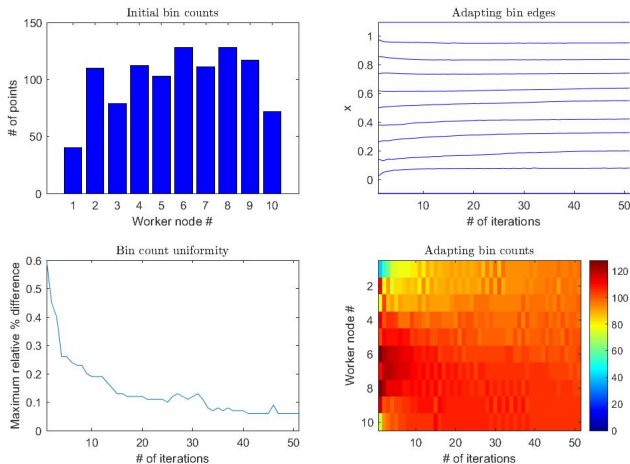 Initial bin counts
# of points
150
100
50
0
1 2 3 4 5 6 7 8 9 10
Worker node #
Adapting bin edges
x
1
0.8
0.6
0.4
0.2
0
10 20 30 40 50
# of iterations
Bin count uniformity
Maximum relative % difference
0.6
0.5
0.4
0.3
0.2
0.1
0
10 20 30 40 50
# of iterations
Adapting bin counts
Worker node #
2
4
6
8
10
10 20 30 40 50
# of iterations
120
100
80
60
40
20
0